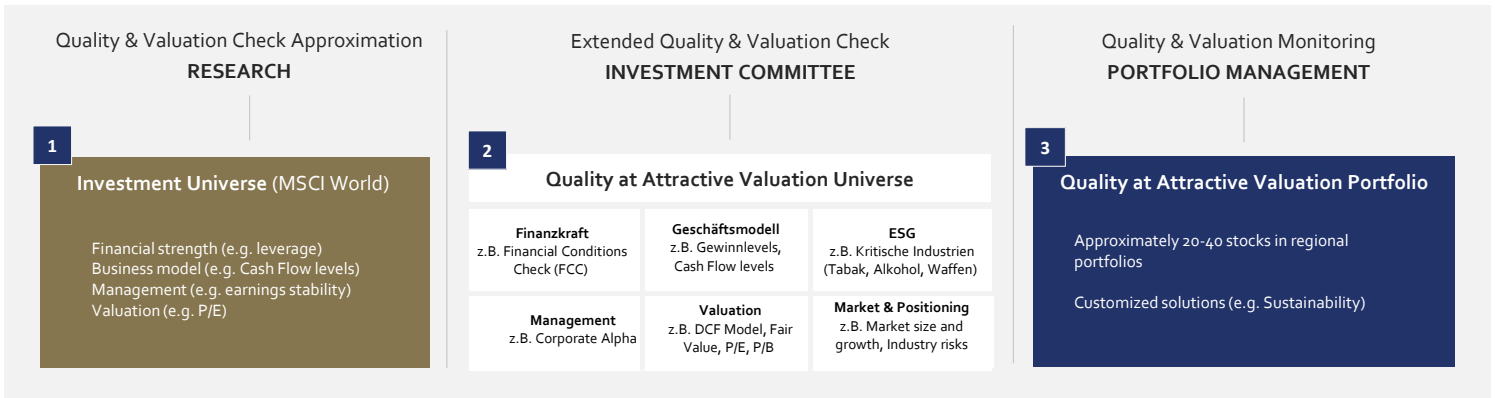 Quality & Valuation Check Approximation
RESEARCH
1
Investment Universe (MSCI World)
Financial strength (e.g. leverage)
Business model (e.g. Cash Flow levels)
Management (e.g. earnings stability)
Valuation (e.g. P/E)
Extended Quality & Valuation Check
INVESTMENT COMMITTEE
2
Quality at Attractive Valuation Universe
Finanzkraft
z.B. Financial Conditions
Check (FCC)
Geschäftsmodell
z.B. Gewinnlevels,
Cash Flow levels
ESG
z.B. Kritische Industrien
(Tabak, Alkohol, Waffen)
Management
z.B. Corporate Alpha
Valuation
z.B. DCF Model, Fair
Value, P/E, P/B
Market & Positioning
z.B. Market size and
growth, Industry risks
Quality & Valuation Monitoring
PORTFOLIO MANAGEMENT
3
Quality at Attractive Valuation Portfolio
Approximately 20-40 stocks in regional
portfolios
Customized solutions (e.g. Sustainability)